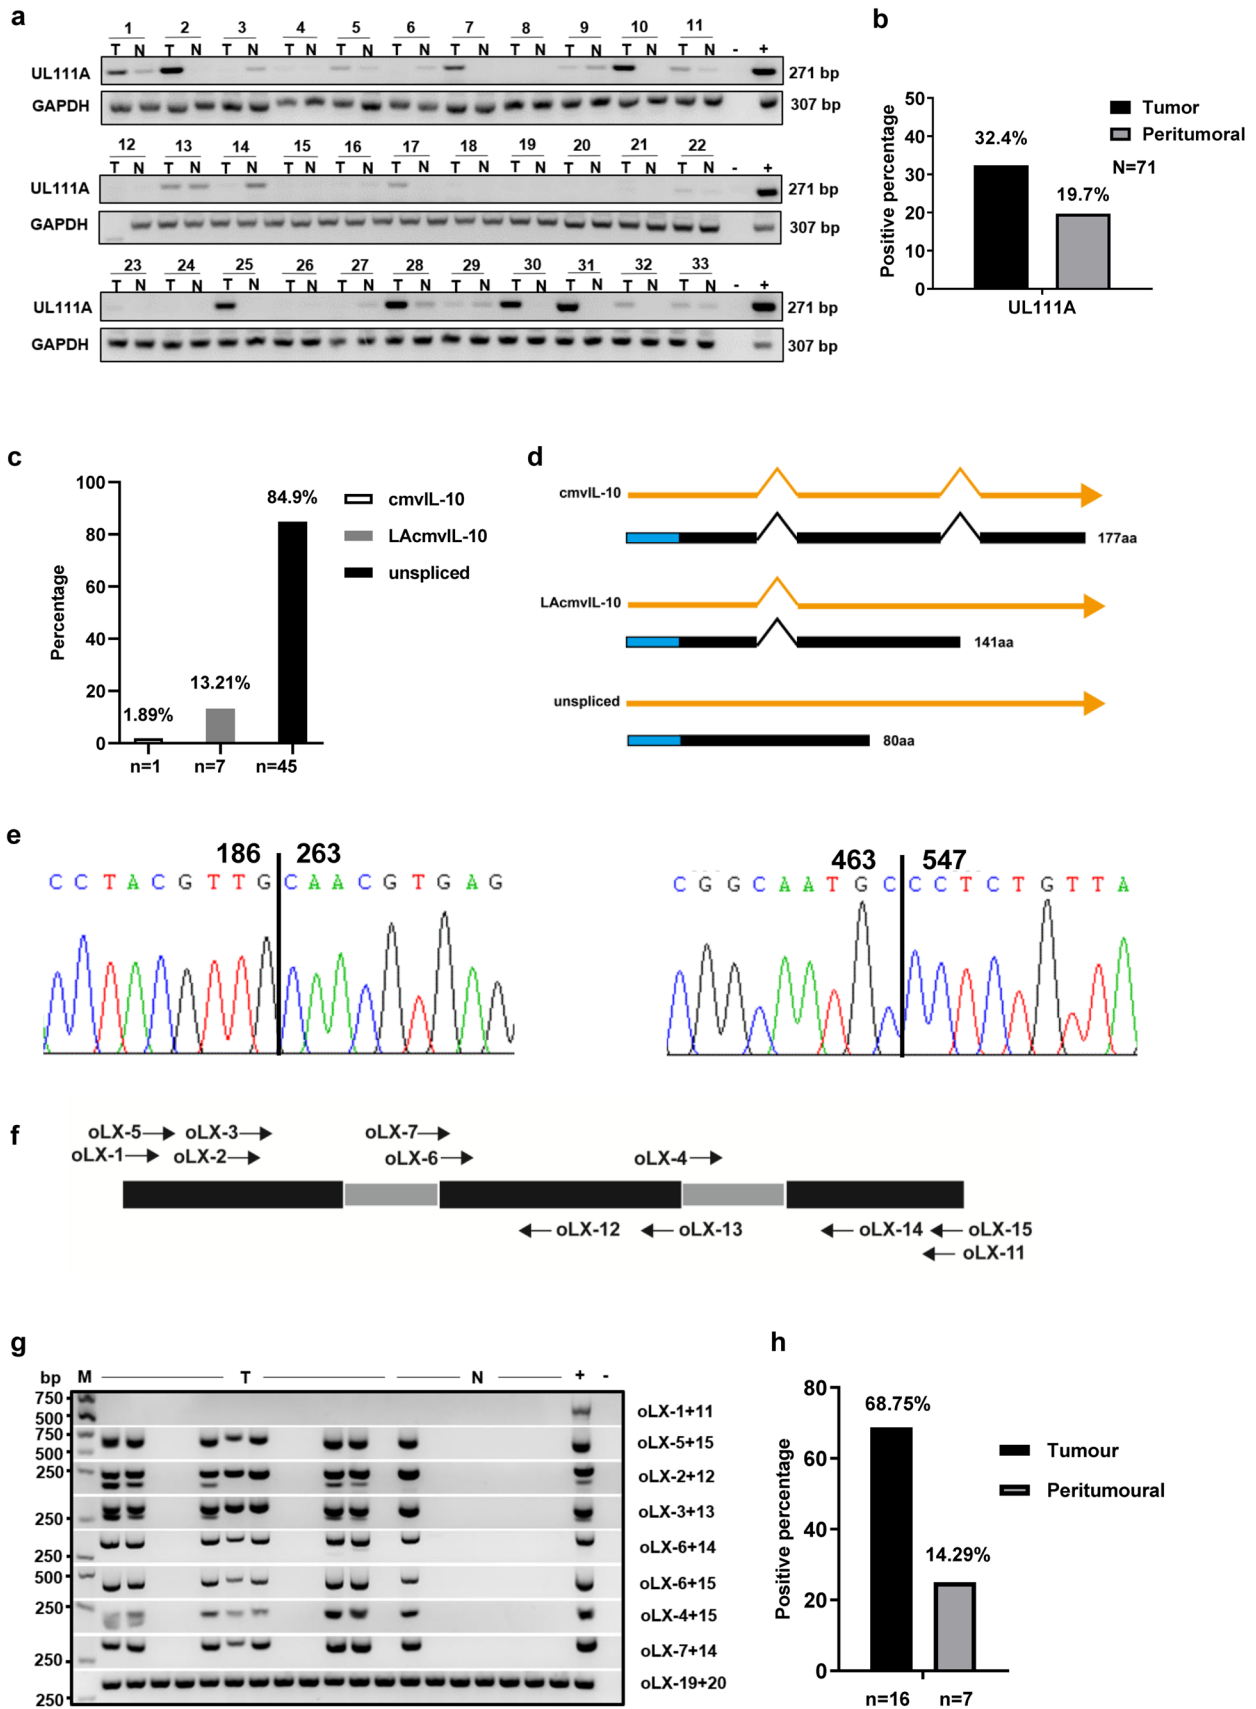 a
1 2 3 4 5 6 7 8 9 10 11
T N T N T N T N T N T N T N T N T N T N T N - +
UL111A 271 bp
GAPDH 307 bp
12 13 14 15 16 17 18 19 20 21 22
T N T N T N T N T N T N T N T N T N T N T N - +
UL111A 271 bp
GAPDH 307 bp
23 24 25 26 27 28 29 30 31 32 33
T N T N T N T N T N T N T N T N T N T N T N - +
UL111A 271 bp
GAPDH 307 bp
b
Positive percentage
50
40
30
20
10
0
32.4%
19.7%
UL111A
Tumor
Peritumoral
N=71
c
Percentage
100
80
60
40
20
0
1.89%
13.21%
84.9%
n=1 n=7 n=45
cmvIL-10
LAcmvIL-10
unspliced
d
cmvIL-10
177aa
LAcmvIL-10
141aa
unspliced
80aa
e
186 263
C C T A C G T T G C A A C G T G A G
463 547
C G G C A A T G C C C T C T G T T A
f
oLX-5 oLX-3 oLX-7
oLX-1 oLX-2 oLX-6 oLX-4
oLX-12 oLX-13 oLX-14 oLX-15
oLX-11
g
bp M T N + -
750
500
oLX-1+11
750
500
oLX-5+15
250
oLX-2+12
250
oLX-3+13
250
oLX-6+14
500
oLX-6+15
250
oLX-4+15
250
oLX-7+14
250
oLX-19+20
h
Positive percentage
80
60
40
20
0
68.75%
14.29%
n=16 n=7
Tumour
Peritumoural